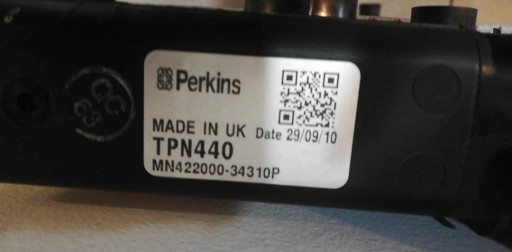 Perkins
MADE IN UK Date 29/09/10
TPN440
MN422000-34310P